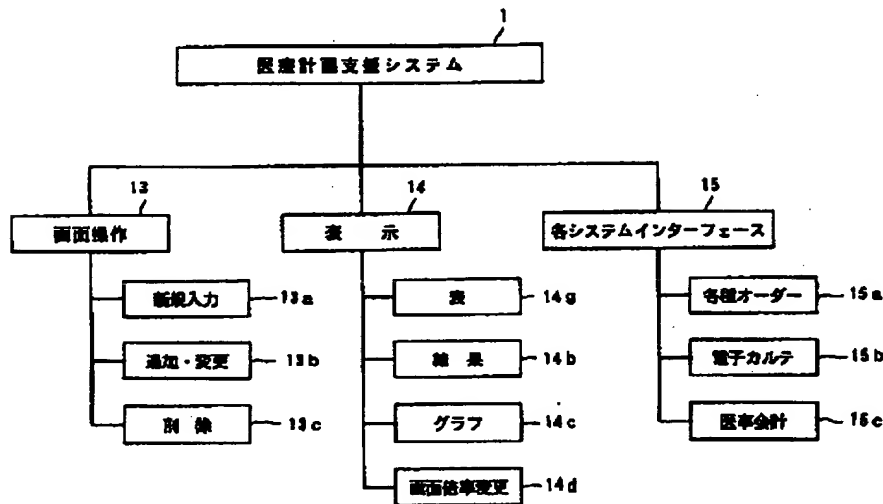 1
医療計画支援システム
13
画面操作
14
表 示
15
各システムインターフェース
新規入力
13a
追加・変更
13b
削 除
13c
表
14g
結 果
14b
グラフ
14c
画面倍率変更
14d
各種オーダー
15a
電子カルテ
15b
医事会計
15c